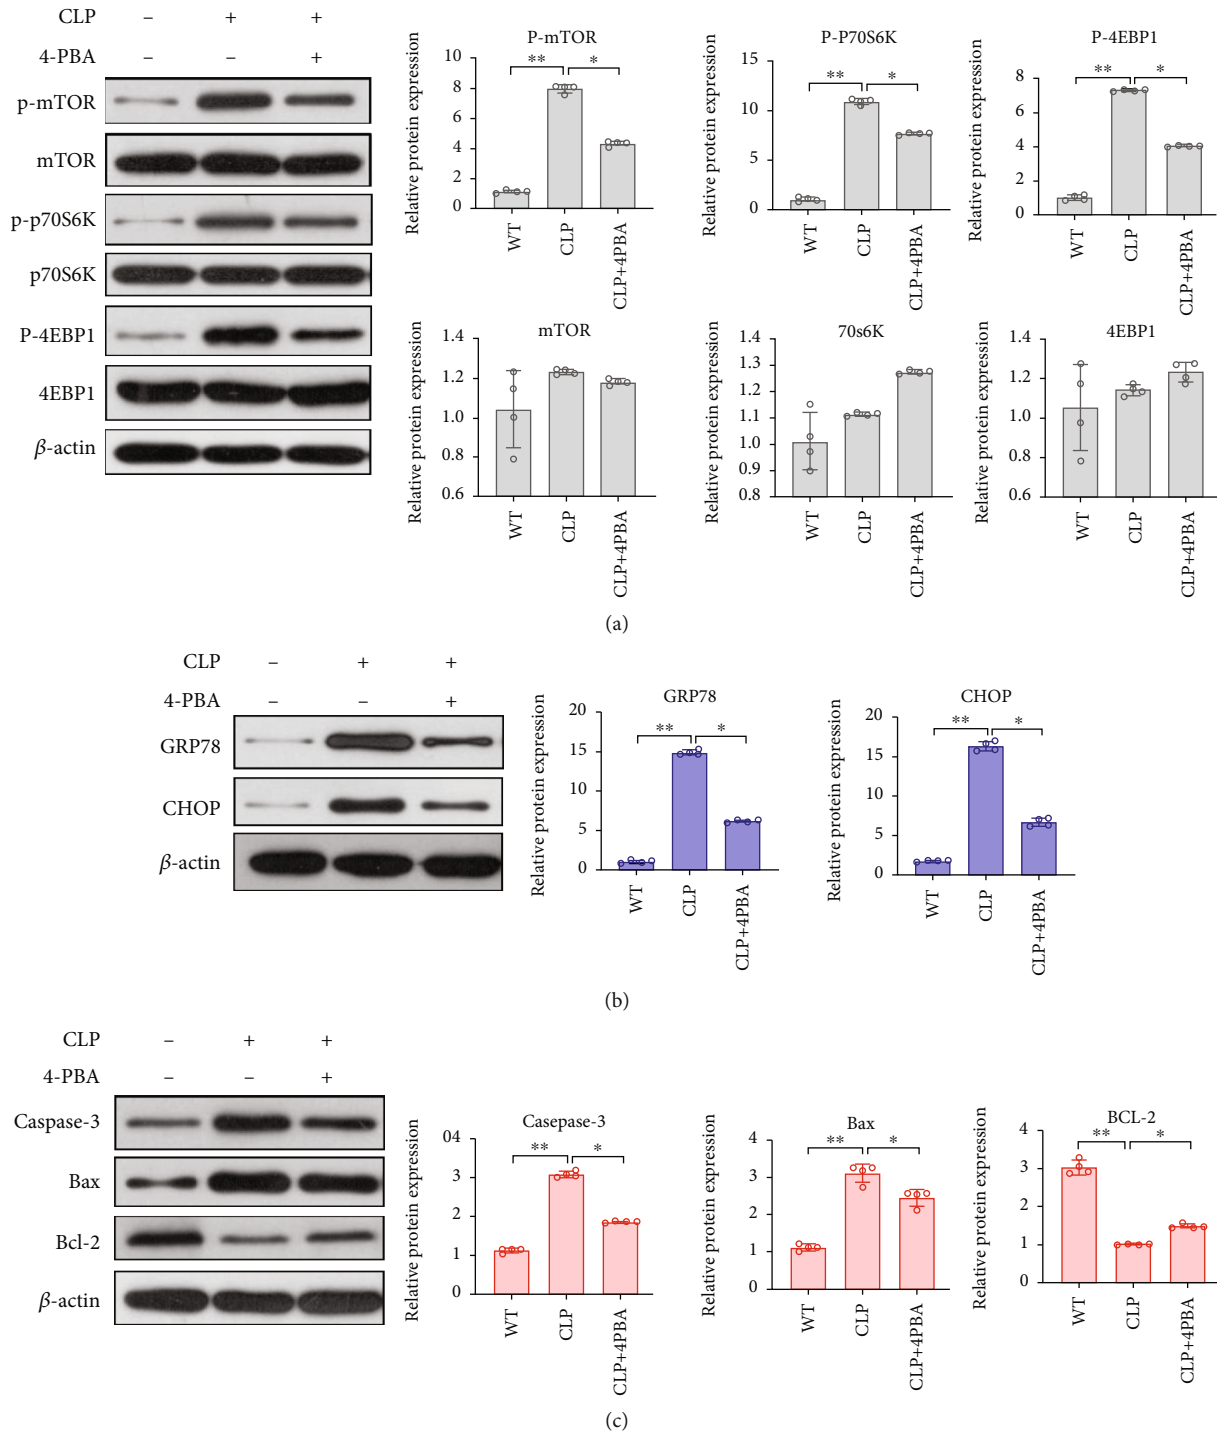 CLP – + +
4-PBA – – +
p-mTOR
mTOR
p-p70S6K
p70S6K
P-4EBP1
4EBP1
β-actin
P-mTOR
Relative protein expression
10
8
6
4
2
0
** *
WT
CLP
CLP+4PBA
P-P70S6K
Relative protein expression
15
10
5
0
** *
WT
CLP
CLP+4PBA
P-4EBP1
Relative protein expression
8
6
4
2
0
** *
WT
CLP
CLP+4PBA
mTOR
Relative protein expression
1.4
1.2
1.0
0.8
0.6
WT
CLP
CLP+4PBA
70s6K
Relative protein expression
1.4
1.3
1.2
1.1
1.0
0.9
0.8
WT
CLP
CLP+4PBA
4EBP1
Relative protein expression
1.4
1.2
1.0
0.8
0.6
WT
CLP
CLP+4PBA
(a)
CLP – + +
4-PBA – – +
GRP78
CHOP
β-actin
GRP78
Relative protein expression
20
15
10
5
0
** *
WT
CLP
CLP+4PBA
CHOP
Relative protein expression
20
15
10
5
0
** *
WT
CLP
CLP+4PBA
(b)
CLP – + +
4-PBA – – +
Caspase-3
Bax
Bcl-2
β-actin
Casepase-3
Relative protein expression
04
3
2
1
0
** *
WT
CLP
CLP+4PBA
Bax
Relative protein expression
4
3
2
1
0
** *
WT
CLP
CLP+4PBA
BCL-2
Relative protein expression
4
3
2
1
0
** *
WT
CLP
CLP+4PBA
(c)